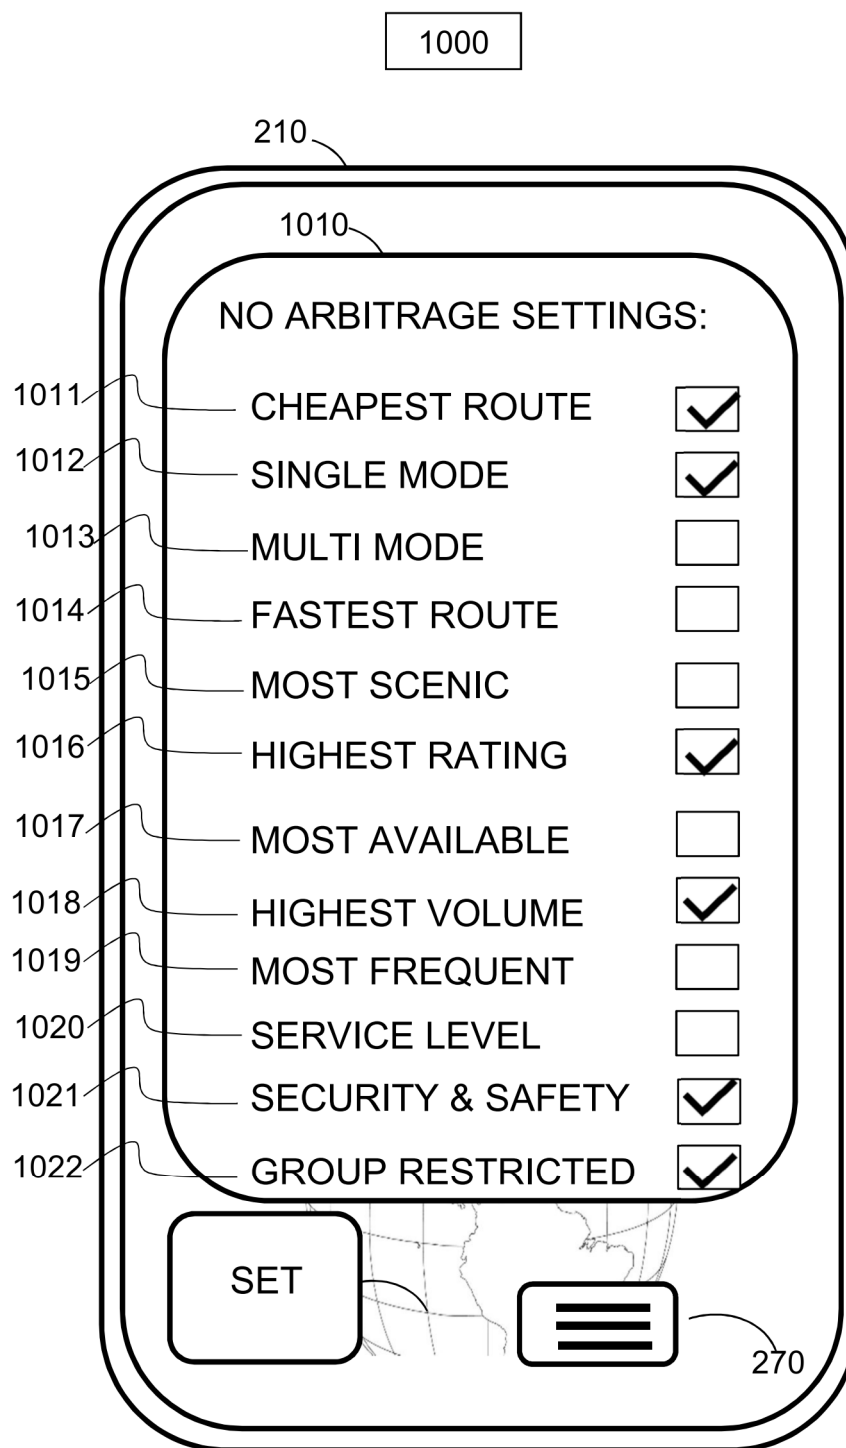 1000
210
1010
NO ARBITRAGE SETTINGS:
1011 CHEAPEST ROUTE
1012 SINGLE MODE
1013 MULTI MODE
1014 FASTEST ROUTE
1015 MOST SCENIC
1016 HIGHEST RATING
1017 MOST AVAILABLE
1018 HIGHEST VOLUME
1019 MOST FREQUENT
1020 SERVICE LEVEL
1021 SECURITY & SAFETY
1022 GROUP RESTRICTED
SET
270